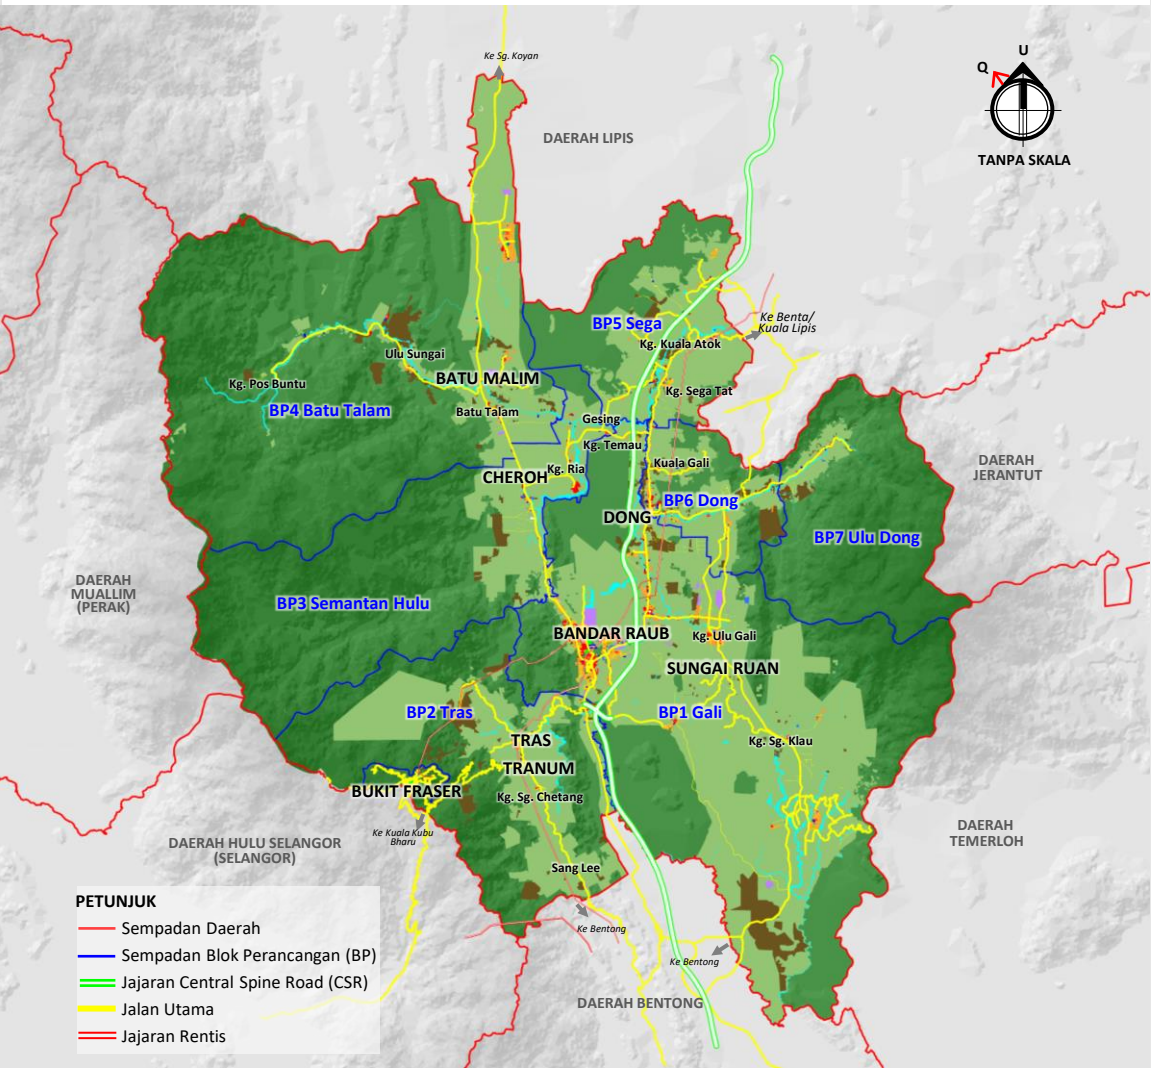 Ke Sg. Koyan
U
Q
TANPA SKALA
DAERAH LIPIS
BP5 Sega
Ke Benta/
Kuala Lipis
Kg. Kuala Atok
Ulu Sungai
BATU MALIM
Kg. Pos Buntu
Kg. Sega Tat
BP4 Batu Talam
Batu Talam
Gesing
Kg. Temau
DAERAH
JERANTUT
Kuala Gali
Kg. Ria
CHEROH
BP6 Dong
DONG
BP7 Ulu Dong
DAERAH
MUALLIM
(PERAK)
BP3 Semantan Hulu
BANDAR RAUB
Kg. Ulu Gali
SUNGAI RUAN
BP2 Tras
BP1 Gali
TRAS
Kg. Sg. Klau
TRANUM
BUKIT FRASER
Kg. Sg. Chetang
Ke Kuala Kubu
Bharu
DAERAH HULU SELANGOR
(SELANGOR)
DAERAH
TEMERLOH
Sang Lee
Ke Bentong
Ke Bentong
DAERAH BENTONG
PETUNJUK
Sempadan Daerah
Sempadan Blok Perancangan (BP)
Jajaran Central Spine Road (CSR)
Jalan Utama
Jajaran Rentis